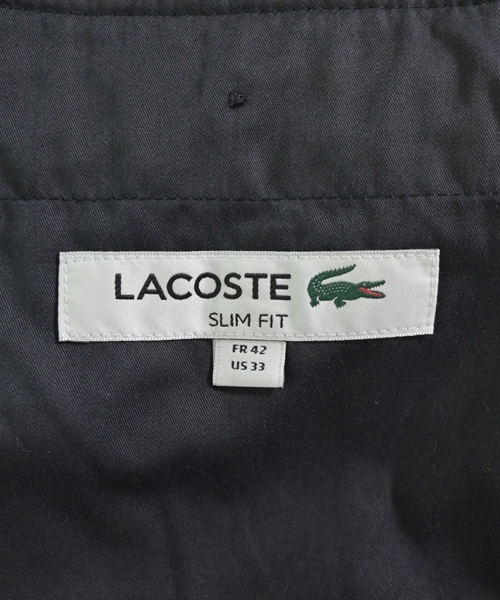 LACOSTE
SLIM FIT
FR 42
US 33